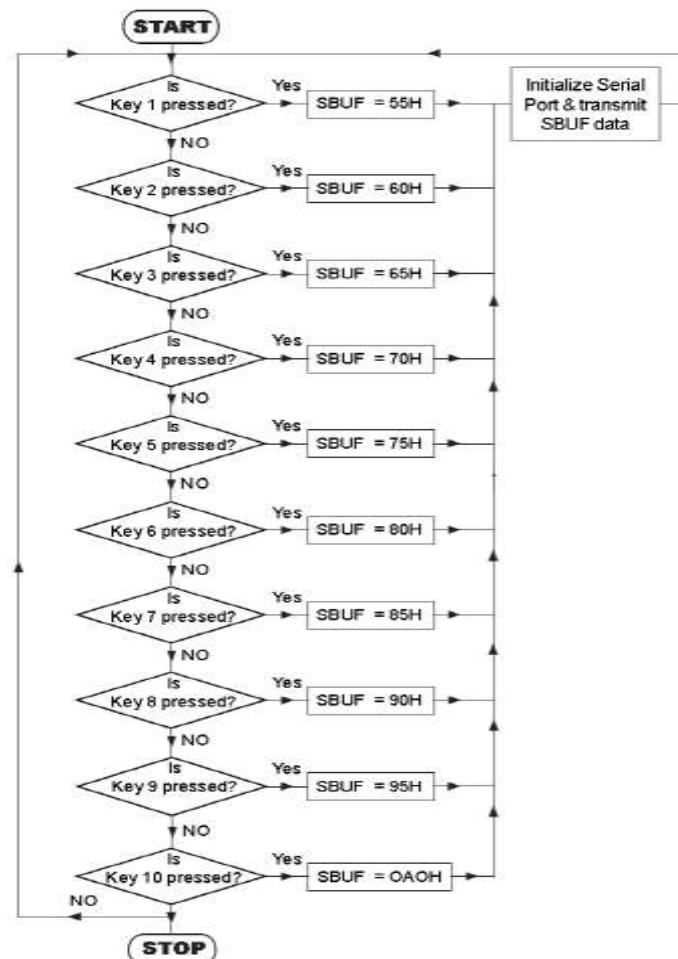 START
Is
Key 1 pressed?
Yes
SBUF = 55H
Initialize Serial
Port & transmit
SBUF data
NO
Is
Key 2 pressed?
Yes
SBUF = 60H
NO
Is
Key 3 pressed?
Yes
SBUF = 65H
NO
Is
Key 4 pressed?
Yes
SBUF = 70H
NO
Is
Key 5 pressed?
Yes
SBUF = 75H
NO
Is
Key 6 pressed?
Yes
SBUF = 80H
NO
Is
Key 7 pressed?
Yes
SBUF = 85H
NO
Is
Key 8 pressed?
Yes
SBUF = 90H
NO
Is
Key 9 pressed?
Yes
SBUF = 95H
NO
Is
Key 10 pressed?
Yes
SBUF = OAOH
NO
STOP